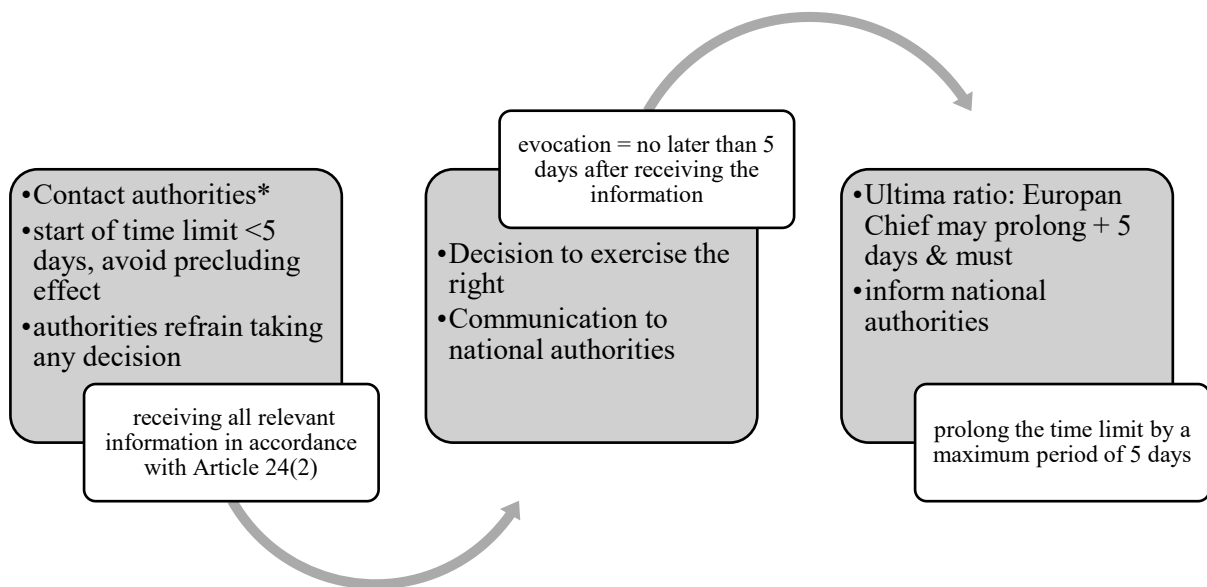 •Contact authorities*
•start of time limit <5
days, avoid precluding
effect
•authorities refrain taking
any decision
receiving all relevant
information in accordance
with Article 24(2)
evocation = no later than 5
days after receiving the
information
•Decision to exercise the
right
•Communication to
national authorities
•Ultima ratio: Europan
Chief may prolong + 5
days & must
•inform national
authorities
prolong the time limit by a
maximum period of 5 days